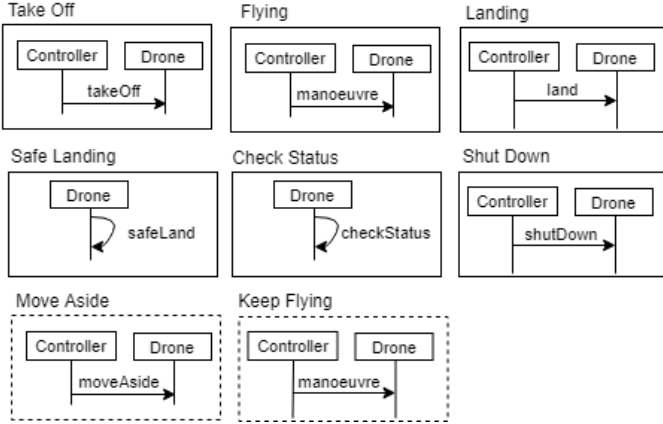 Take Off
Flying
Landing
Controller Drone
takeOff
Controller Drone
manoeuvre
Controller Drone
land
Safe Landing
Check Status
Shut Down
Drone
safeLand
Drone
checkStatus
Controller Drone
shutDown
Move Aside
Keep Flying
Controller Drone
moveAside
Controller Drone
manoeuvre